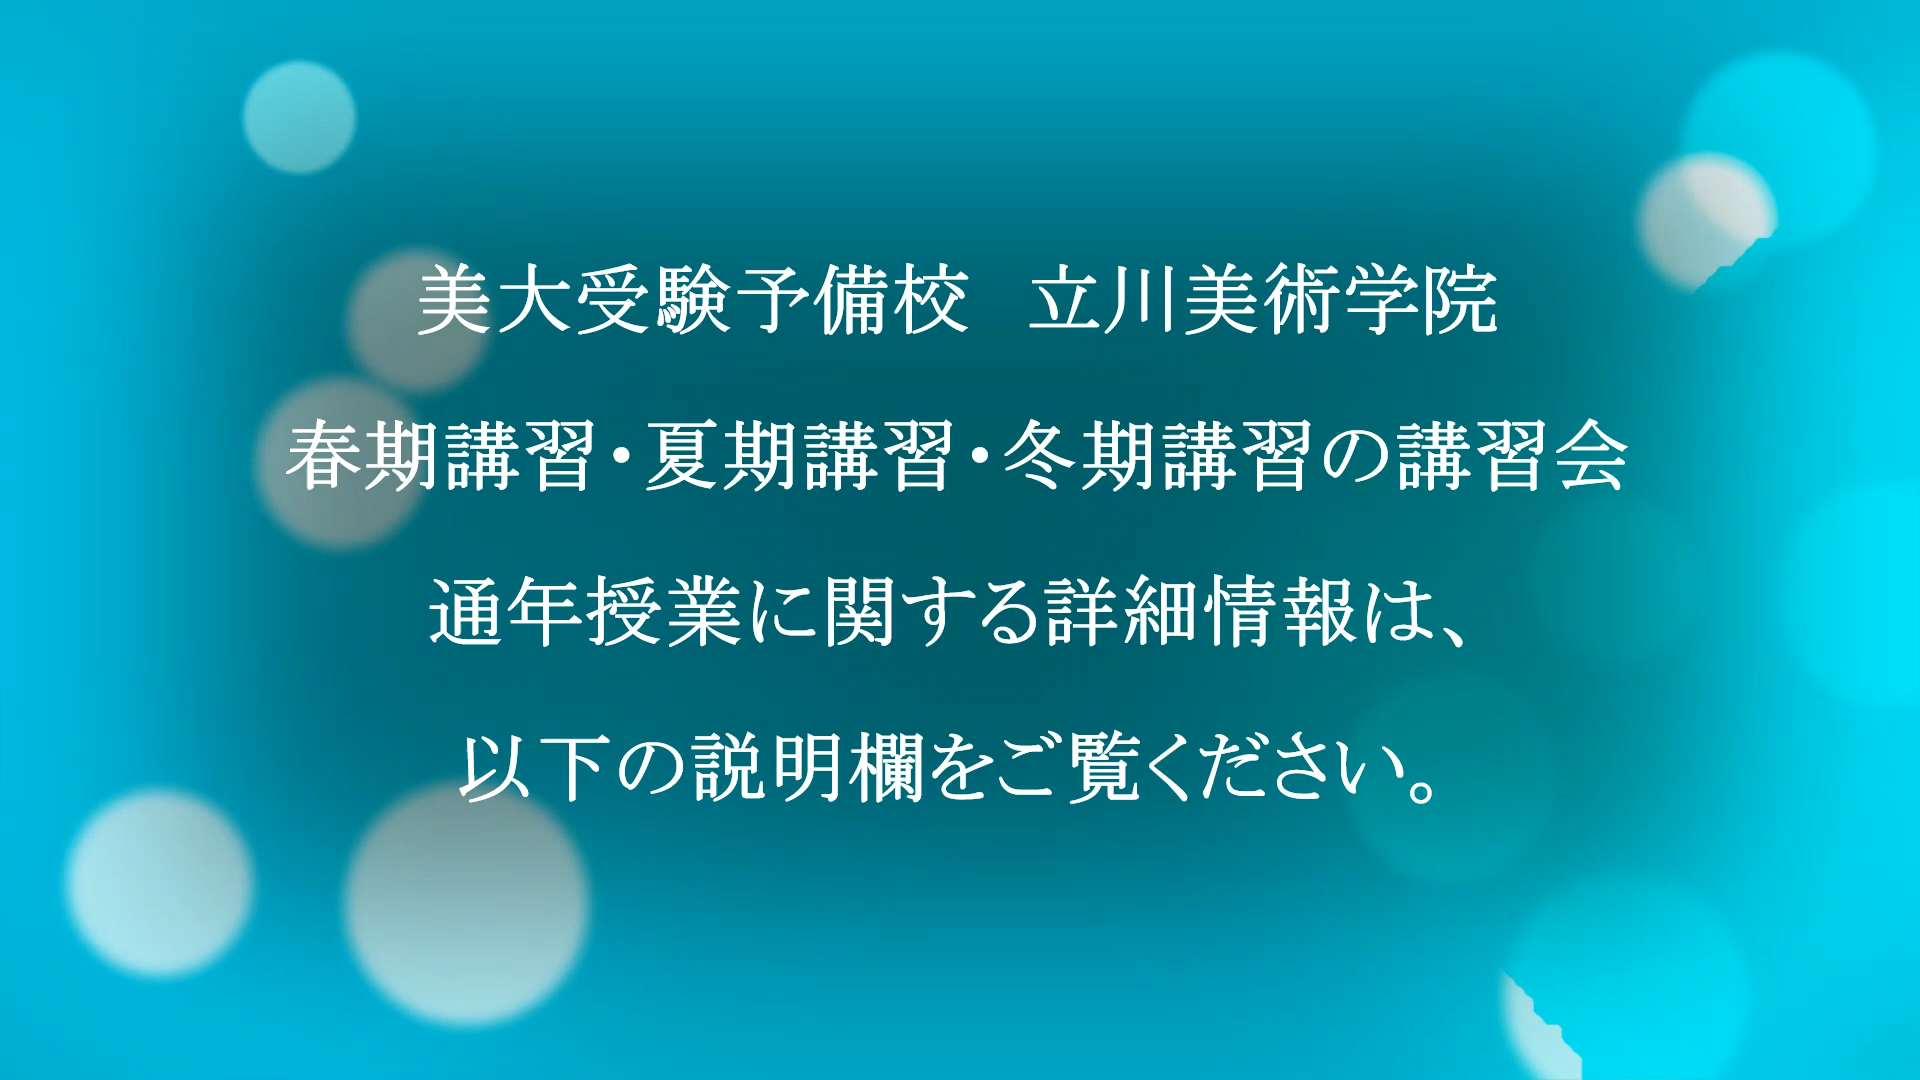 美大受験予備校　立川美術学院
春期講習・夏期講習・冬期講習の講習会
通年授業に関する詳細情報は、
以下の説明欄をご覧ください。